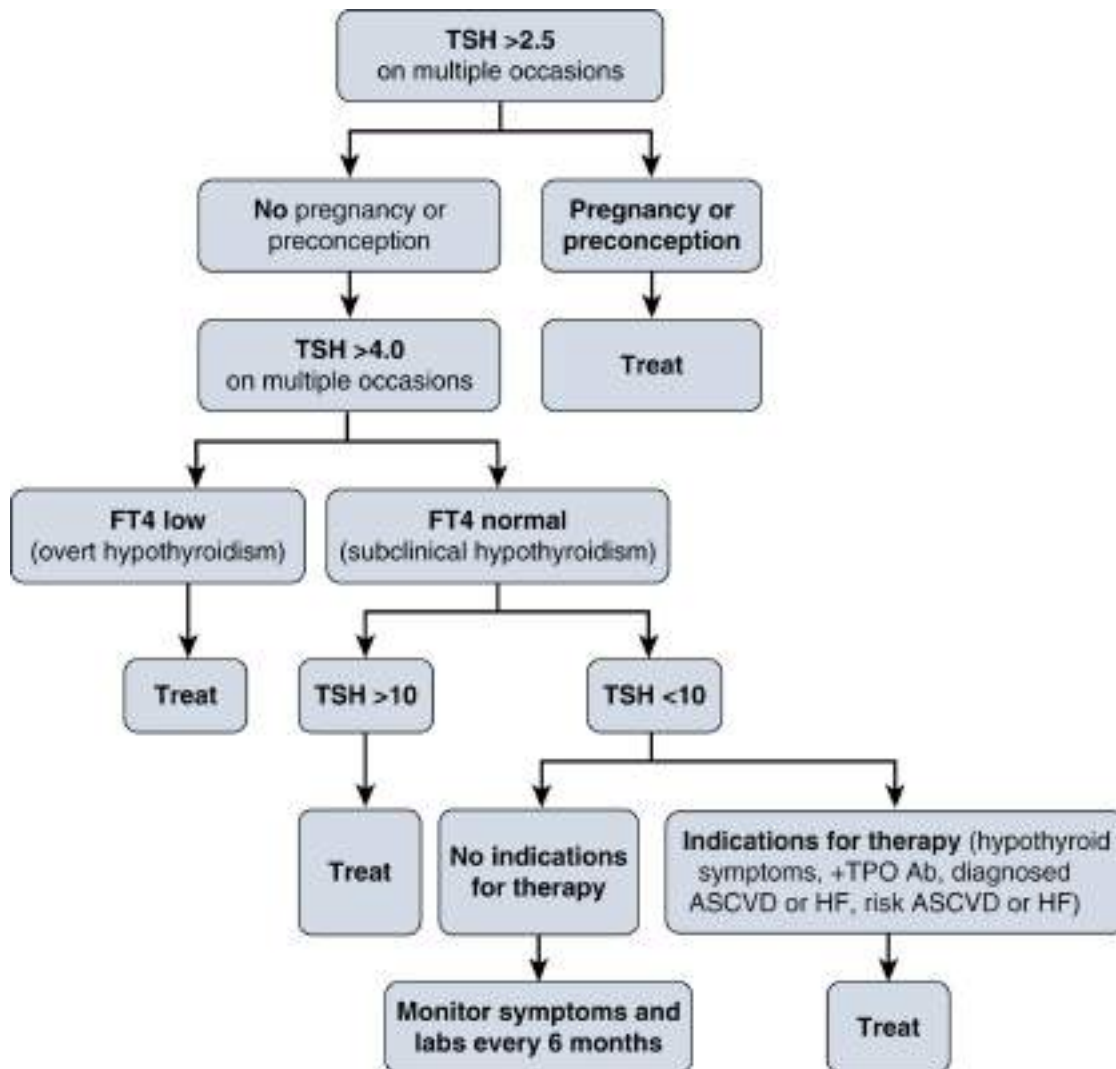 TSH >2.5
on multiple occasions
No pregnancy or
preconception
Pregnancy or
preconception
TSH >4.0
on multiple occasions
Treat
FT4 low
(overt hypothyroidism)
FT4 normal
(subclinical hypothyroidism)
Treat
TSH >10
TSH <10
Treat
No indications
for therapy
Indications for therapy (hypothyroid
symptoms, +TPO Ab, diagnosed
ASCVD or HF, risk ASCVD or HF)
Monitor symptoms and
labs every 6 months
Treat